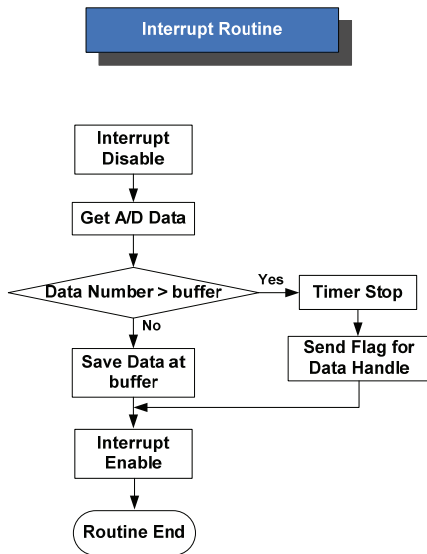 Interrupt Routine
Interrupt
Disable
Get A/D Data
Data Number > buffer
Yes
Timer Stop
No
Save Data at
buffer
Send Flag for
Data Handle
Interrupt
Enable
Routine End